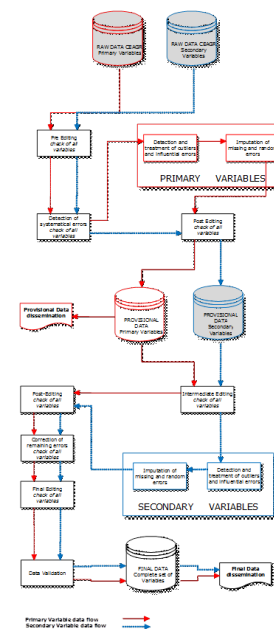 RAW DATA CEAGR
Primary Variables
RAW DATA CEAGR
Secondary
Variables
Pre Editing
check of all
variables
Detection and
treatment of outliers
and influential errors
Imputation of
missing and random
errors
PRIMARY VARIABLES
Detection of
systematical errors
check of all
variables
Post Editing
check of all
variables
Provisional Data
dissemination
PROVISIONAL
DATA
Primary Variables
PROVISIONAL
DATA
Secondary
Variables
Post-Editing
check of all
variables
Intermediate Editing
check of all
variables
Correction of
remaining errors
check of all
variables
Imputation of
missing and random
errors
Detection and
treatment of outliers
and influential errors
Final Editing
check of all
variables
SECONDARY VARIABLES
Data Validation
FINAL DATA
Complete set of
Variables
Final Data
dissemination
Primary Variable data flow
Secondary Variable data flow